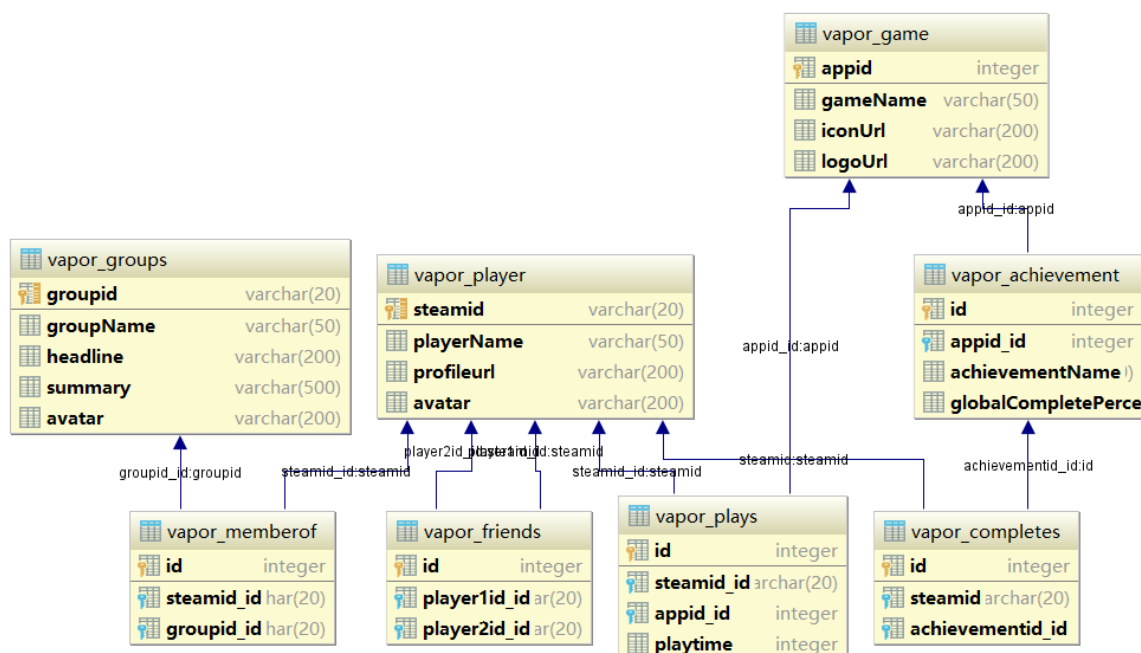 vapor_game
appid integer
gameName varchar(50)
iconUrl varchar(200)
logoUrl varchar(200)
appid_id:appid
vapor_groups
groupid varchar(20)
groupName varchar(50)
headline varchar(200)
summary varchar(500)
avatar varchar(200)
vapor_player
steamid varchar(20)
playerName varchar(50)
profileurl varchar(200)
avatar varchar(200)
vapor_achievement
id integer
appid_id integer
achievementName )
globalCompletePerce
appid_id:appid
groupid_id:groupid
steamid_id:steamid
player2id_id:steamid
steamid_id:steamid
steamid:steamid
achievementid_id:id
vapor_memberof
id integer
steamid_id har(20)
groupid_id har(20)
vapor_friends
id integer
player1id_id ar(20)
player2id_id ar(20)
vapor_plays
id integer
steamid_id archar(20)
appid_id integer
playtime integer
vapor_completes
id integer
steamid archar(20)
achievementid_id